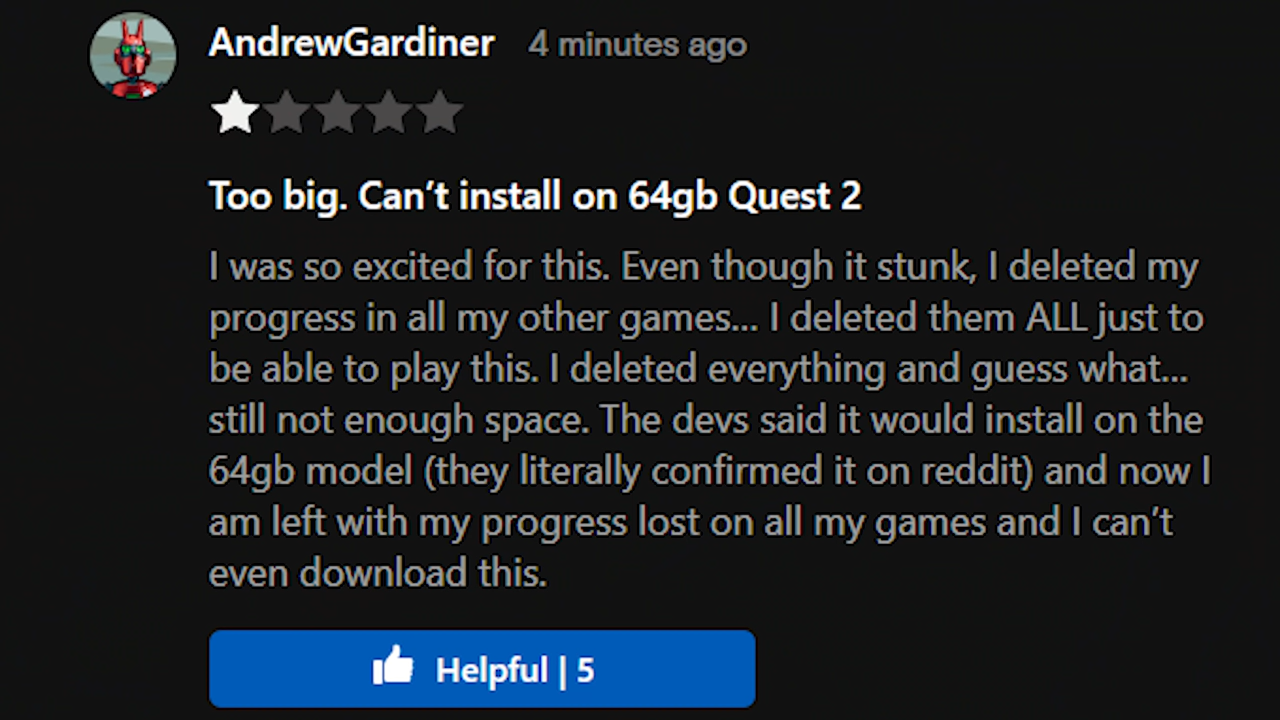 AndrewGardiner 4 minutes ago
Too big. Can’t install on 64gb Quest 2
I was so excited for this. Even though it stunk, I deleted my
progress in all my other games... I deleted them ALL just to
be able to play this. I deleted everything and guess what...
still not enough space. The devs said it would install on the
64gb model (they literally confirmed it on reddit) and now I
am left with my progress lost on all my games and I can’t
even download this.
Helpful | 5